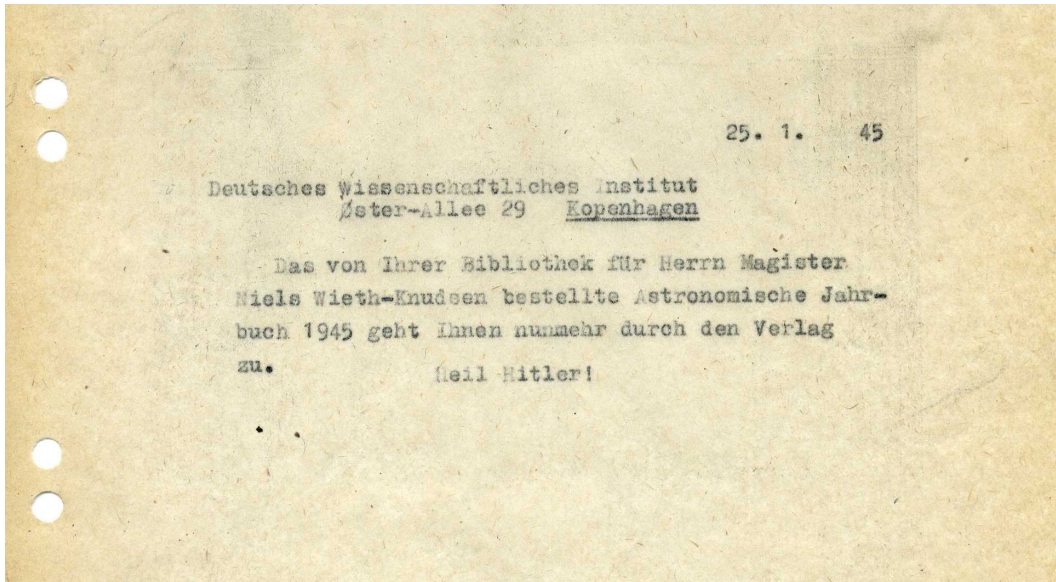 25. 1. 45
Deutsches Wissenschaftliches Institut
Øster-Allee 29 Kopenhagen
Das von Ihrer Bibliothek für Herrn Magister
Niels Wieth-Knudsen bestellte Astronomische Jahr-
buch 1945 geht Ihnen nunmehr durch den Verlag
zu.
Heil Hitler!